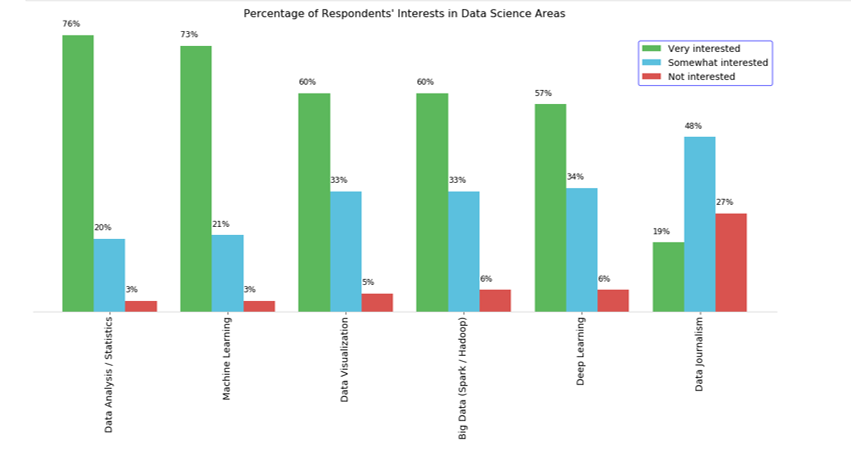 Percentage of Respondents' Interests in Data Science Areas
Very interested
Somewhat interested
Not interested
76%
20%
3%
73%
21%
3%
60%
33%
5%
60%
33%
6%
57%
34%
6%
19%
48%
27%
Data Analysis / Statistics
Machine Learning
Data Visualization
Big Data (Spark / Hadoop)
Deep Learning
Data Journalism